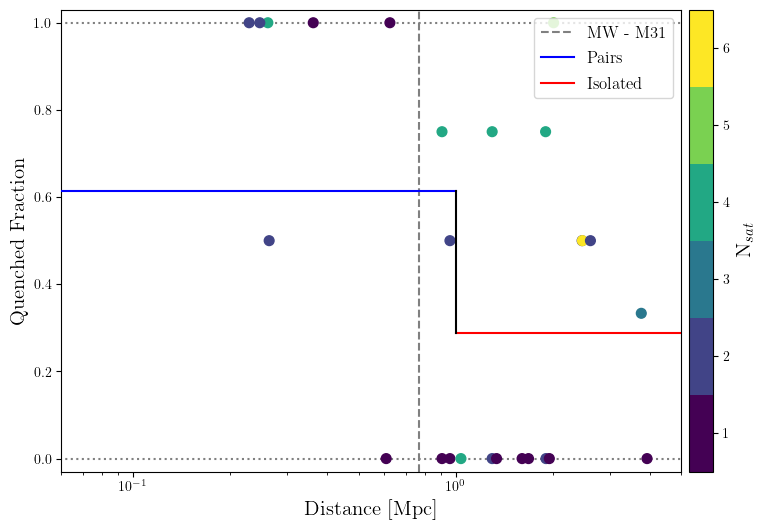 1.0
0.8
0.6
0.4
0.2
0.0
Quenched Fraction
10⁻¹
10⁰
Distance [Mpc]
MW - M31
Pairs
Isolated
6
5
4
3
2
1
N_sat